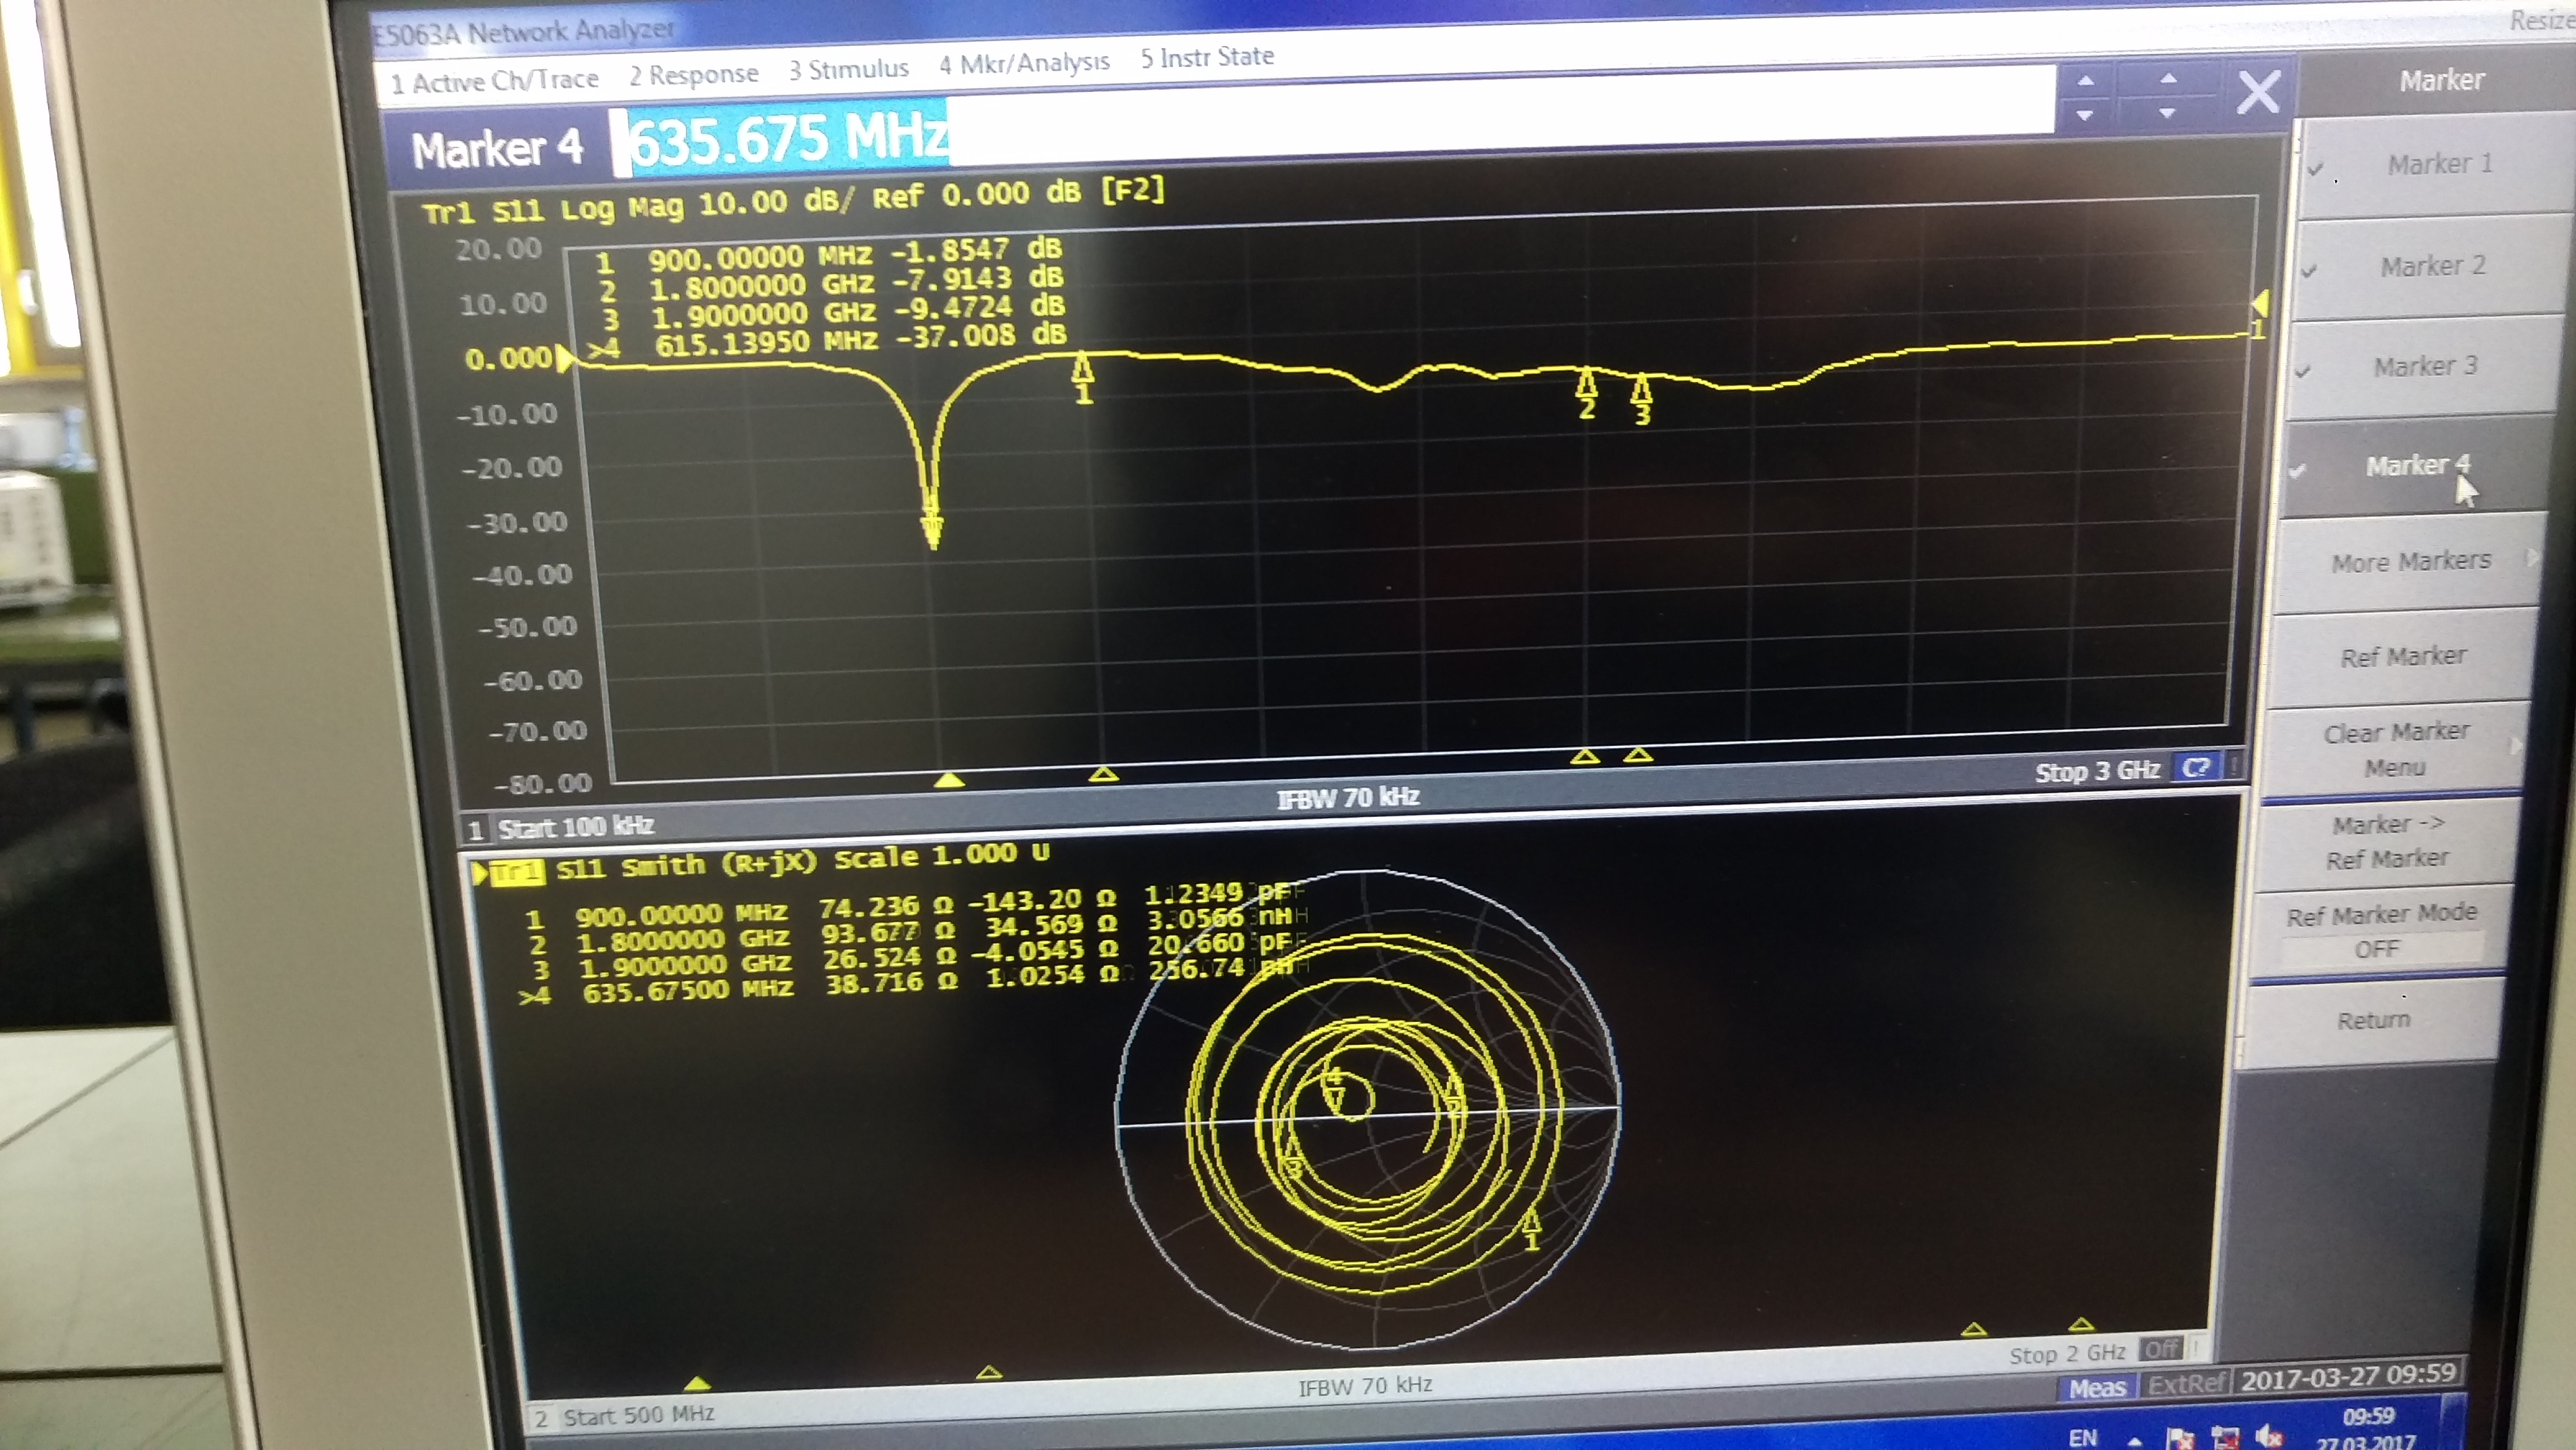 E5063A Network Analyzer
Resize
1 Active Ch/Trace 2 Response 3 Stimulus 4 Mkr/Analysis 5 Instr State
Marker 4 635.675 MHz
Tr1 S11 Log Mag 10.00 dB/ Ref 0.000 dB [F2]
20.00
10.00
0.000
-10.00
-20.00
-30.00
-40.00
-50.00
-60.00
-70.00
-80.00
1 900.00000 MHz -1.8547 dB
2 1.8000000 GHz -7.9143 dB
3 1.9000000 GHz -9.4724 dB
>4 615.13950 MHz -37.008 dB
1
2
3
1
1 Start 100 kHz IFBW 70 kHz Stop 3 GHz C? !
Tr1 S11 Smith (R+jX) Scale 1.000 U
1 900.00000 MHz 74.236 Ω -143.20 Ω 1.12349 pF
2 1.8000000 GHz 93.677 Ω 34.569 Ω 3.0566 nH
3 1.9000000 GHz 26.524 Ω -4.0545 Ω 20.660 pF
>4 635.67500 MHz 38.716 Ω 1.0254 Ω 256.74 pH
4
2
3
1
2 Start 500 MHz IFBW 70 kHz Stop 2 GHz Off !
Meas ExtRef 2017-03-27 09:59
EN 09:59
27.03.2017
Marker
Marker 1
Marker 2
Marker 3
Marker 4
More Markers
Ref Marker
Clear Marker
Menu
Marker ->
Ref Marker
Ref Marker Mode
OFF
Return